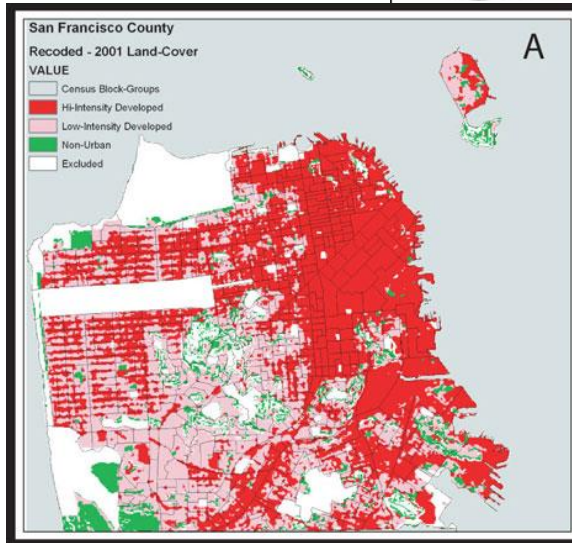 San Francisco County
Recoded - 2001 Land-Cover
VALUE
Census Block-Groups
Hi-Intensity Developed
Low-Intensity Developed
Non-Urban
Excluded
A